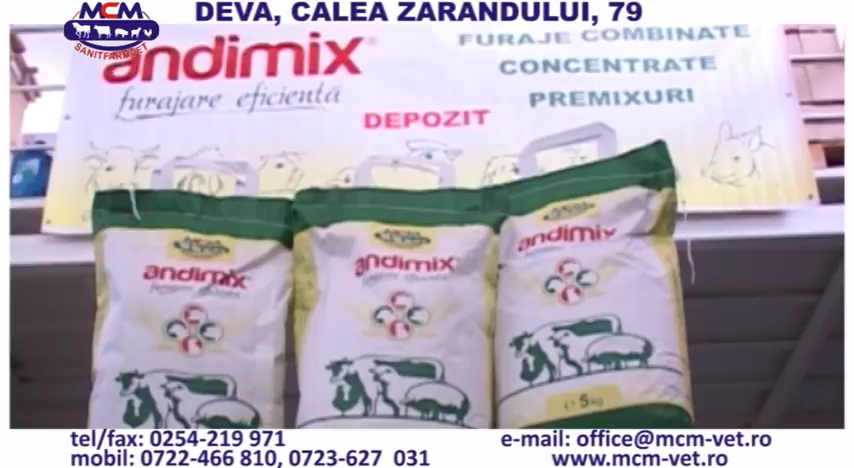 DEVA, CALEA ZARANDULUI, 79
MCM
SANITFARMVET
andimix®
furajare eficientă
FURAJE COMBINATE
CONCENTRATE
PREMIXURI
DEPOZIT
andimix
andimix
andimix
5 KG
tel/fax: 0254-219 971
mobil: 0722-466 810, 0723-627 031
e-mail: office@mcm-vet.ro
www.mcm-vet.ro